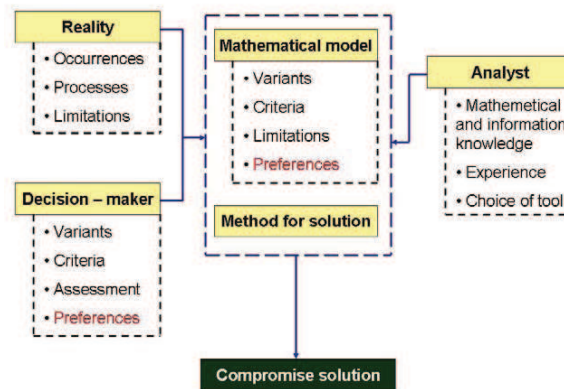 Reality
• Occurrences
• Processes
• Limitations
Decision – maker
• Variants
• Criteria
• Assessment
• Preferences
Mathematical model
• Variants
• Criteria
• Limitations
• Preferences
Method for solution
Analyst
• Mathemetical
and information
knowledge
• Experience
• Choice of tool
Compromise solution